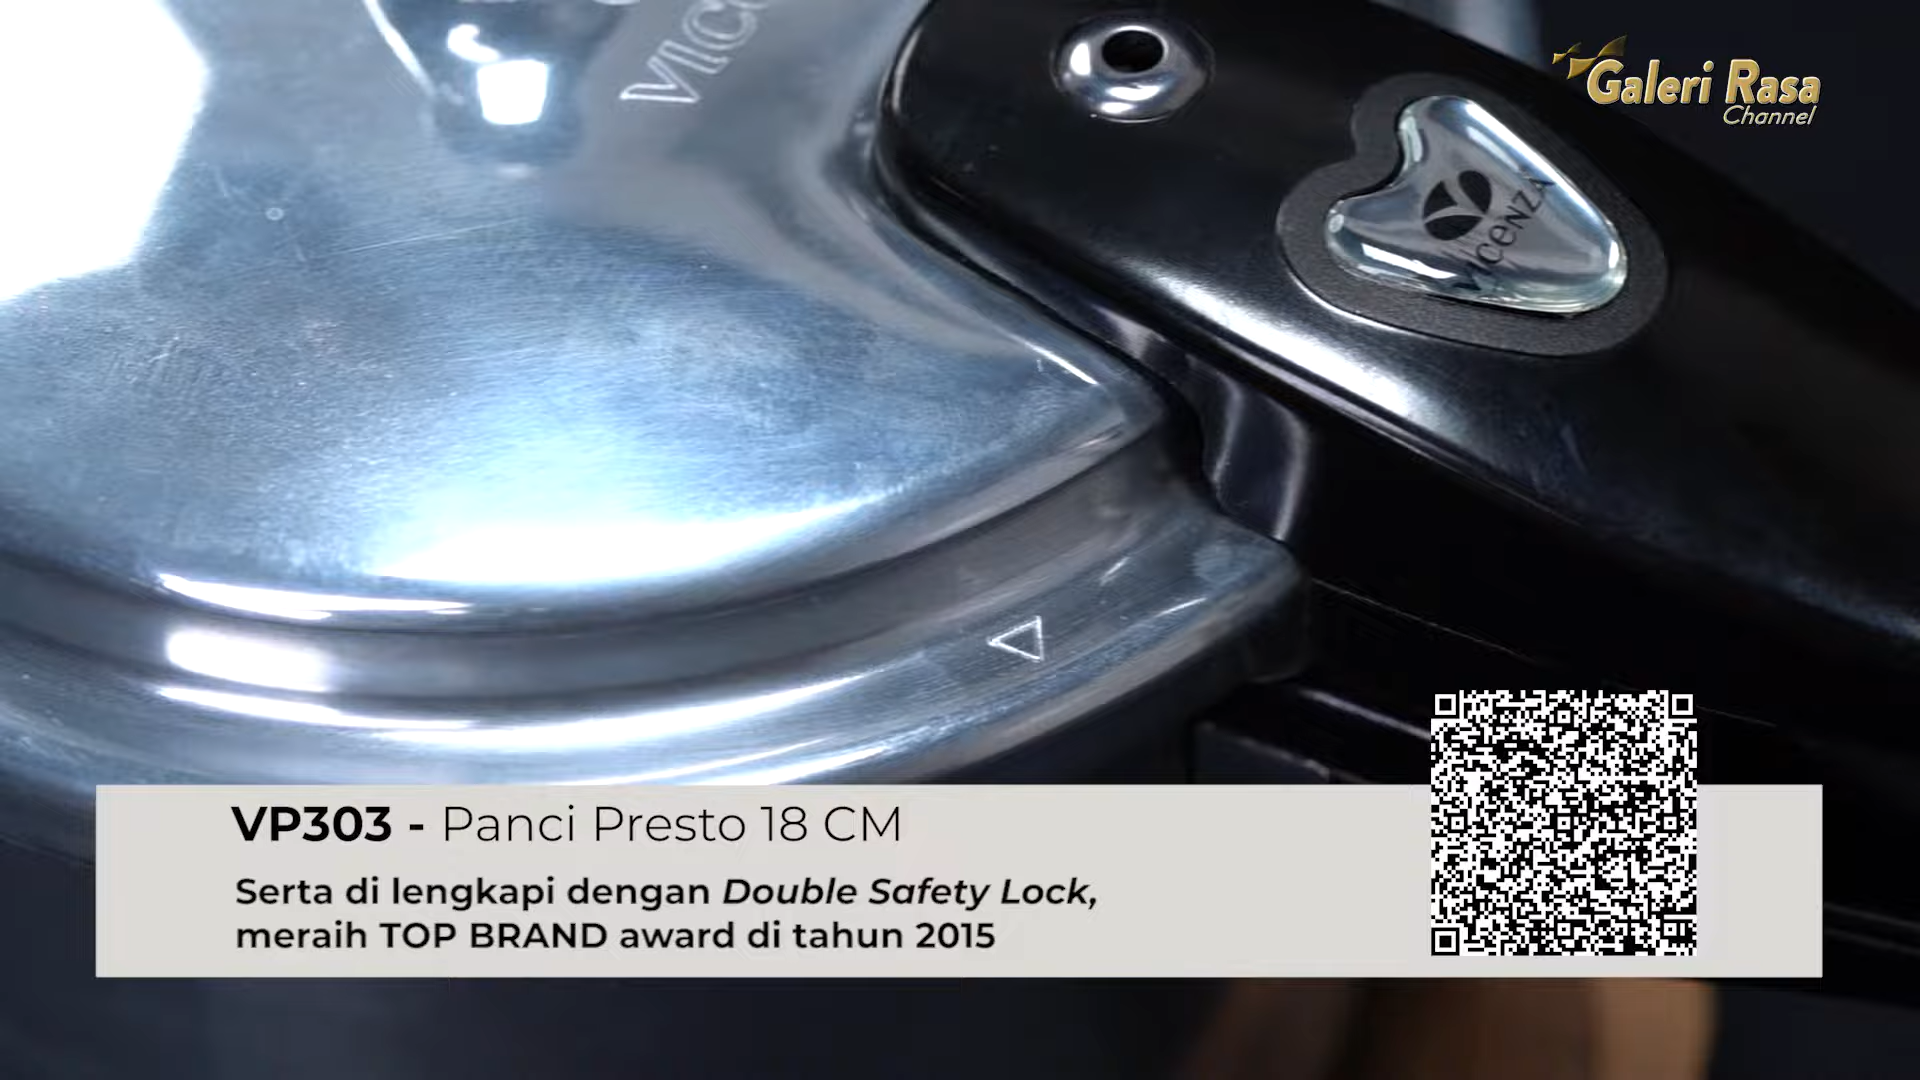 Galeri Rasa
Channel
VICENZA
VP303 - Panci Presto 18 CM
Serta di lengkapi dengan Double Safety Lock,
meraih TOP BRAND award di tahun 2015